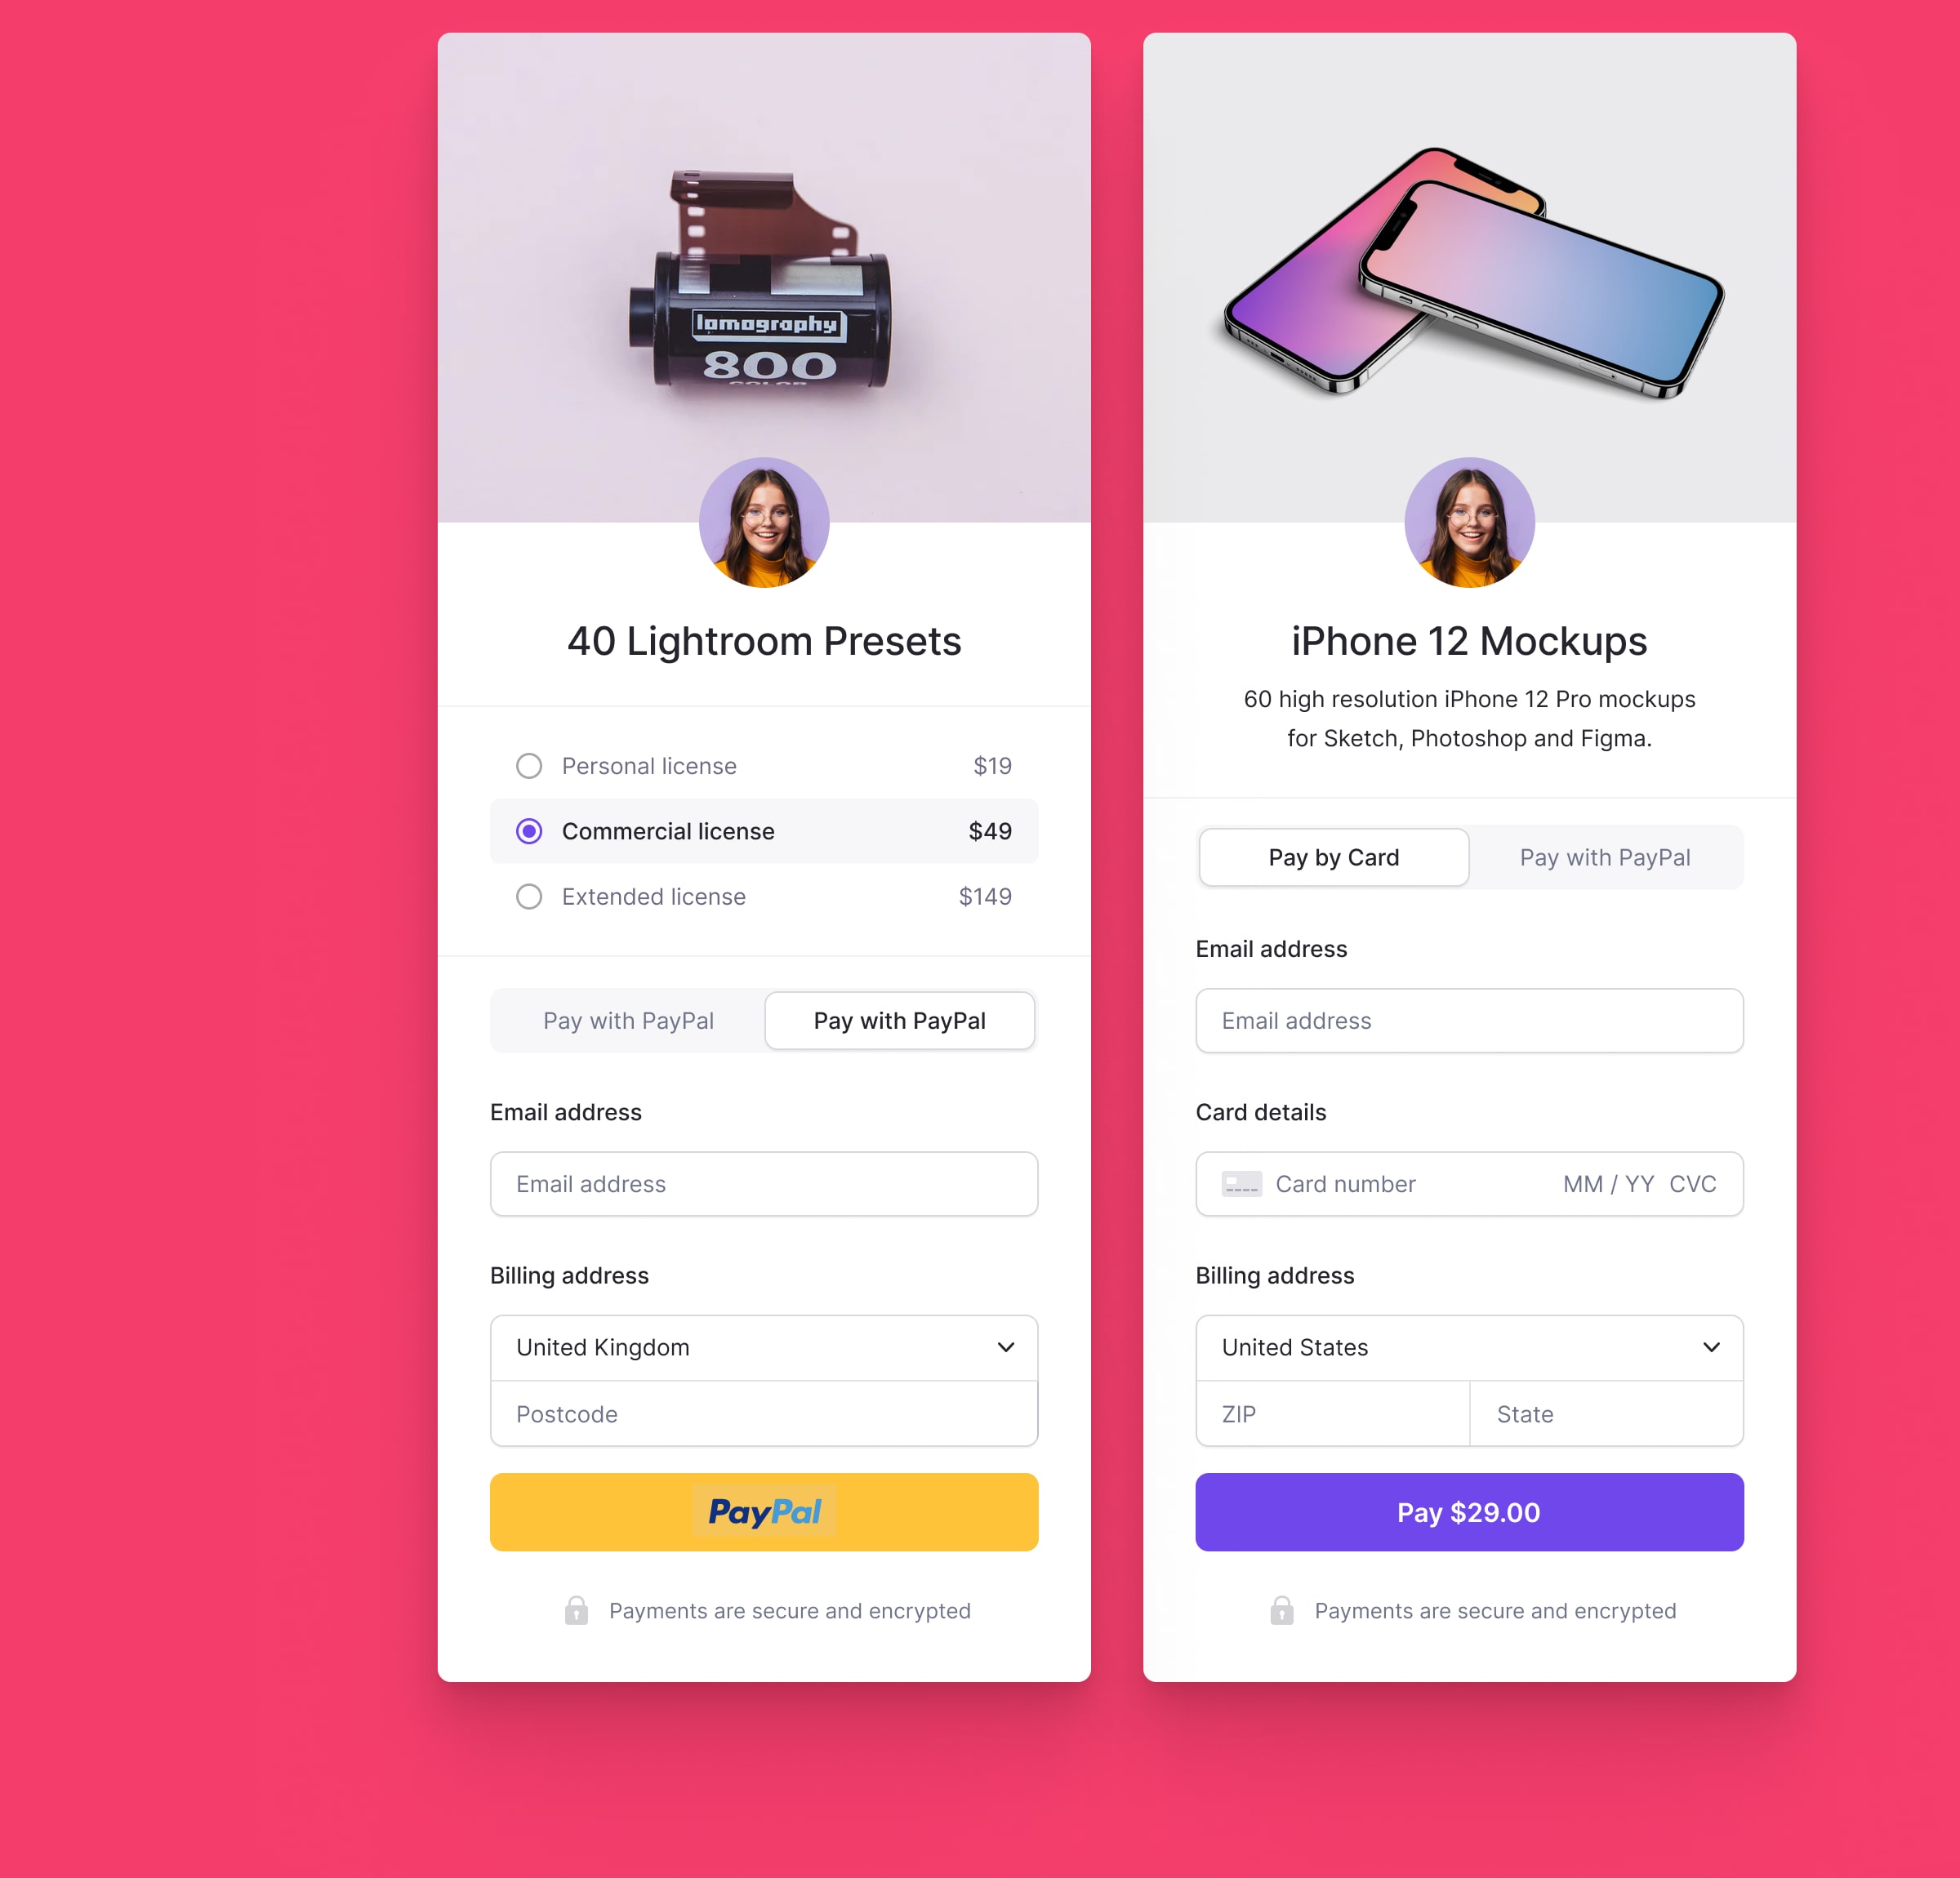 lomography
800
COLOR
40 Lightroom Presets
Personal license $19
Commercial license $49
Extended license $149
Pay with PayPal Pay with PayPal
Email address
Email address
Billing address
United Kingdom
Postcode
PayPal
Payments are secure and encrypted
iPhone 12 Mockups
60 high resolution iPhone 12 Pro mockups
for Sketch, Photoshop and Figma.
Pay by Card Pay with PayPal
Email address
Email address
Card details
Card number MM / YY CVC
Billing address
United States
ZIP State
Pay $29.00
Payments are secure and encrypted